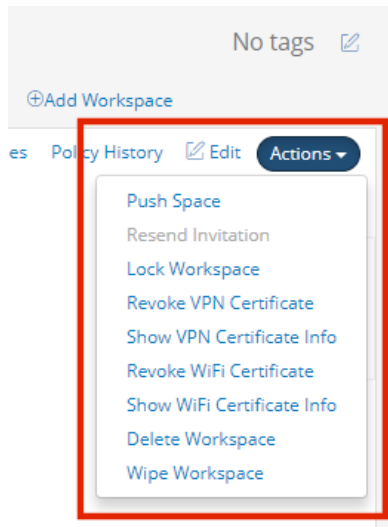 No tags
Add Workspace
es Policy History Edit Actions
Push Space
Resend Invitation
Lock Workspace
Revoke VPN Certificate
Show VPN Certificate Info
Revoke WiFi Certificate
Show WiFi Certificate Info
Delete Workspace
Wipe Workspace